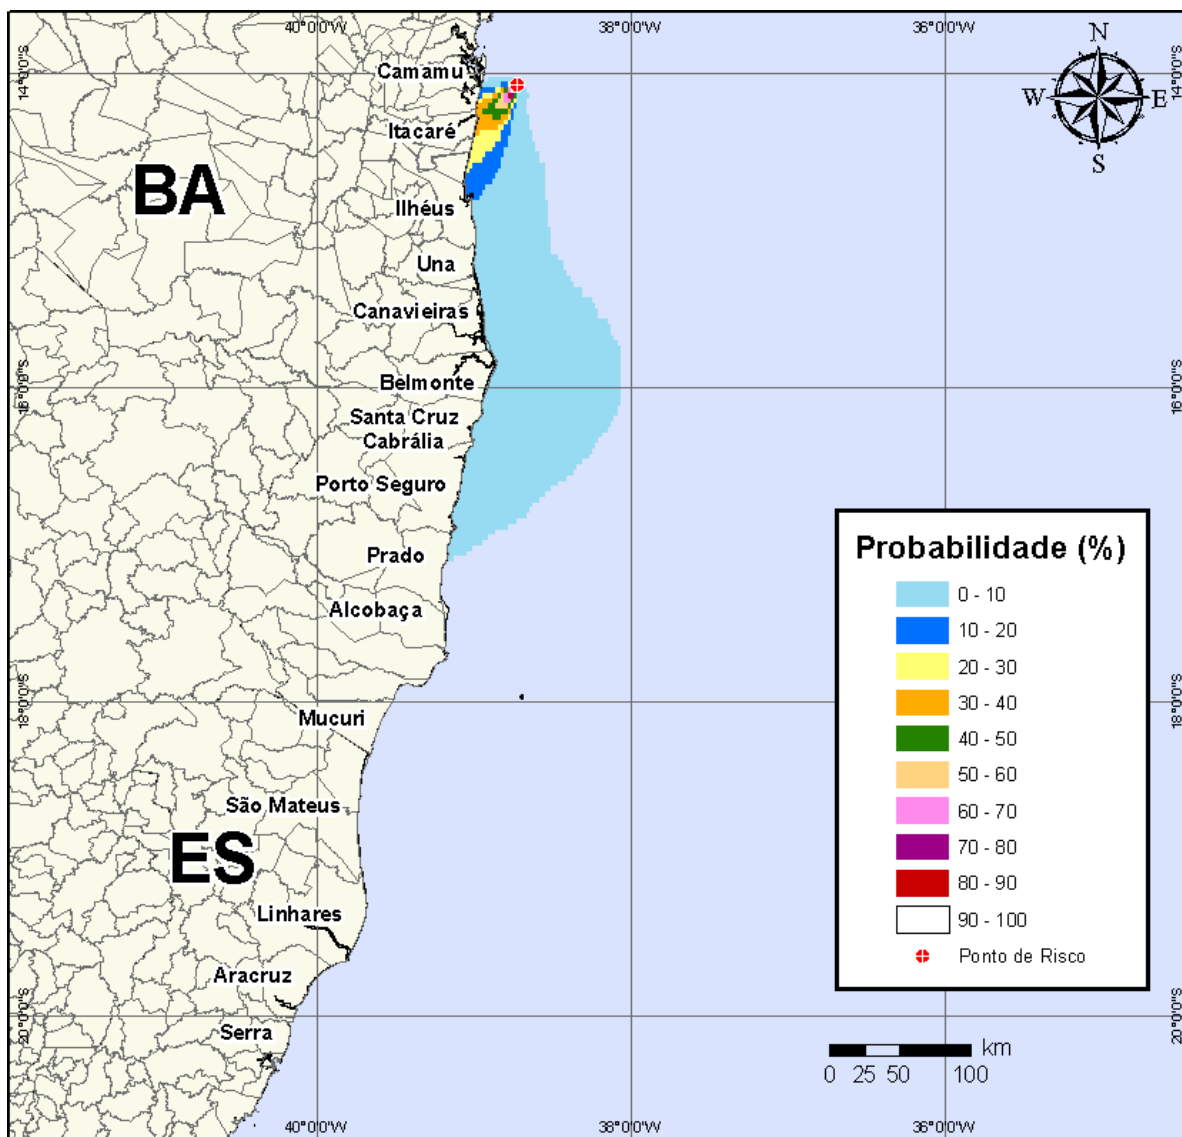 40°0'0"W
38°0'0"W
36°0'0"W
14°0'0"S
14°0'0"S
N
W
E
S
Camamu
Itacaré
BA
Ilhéus
Una
Canavieiras
Belmonte
16°0'0"S
16°0'0"S
Santa Cruz
Cabrália
Porto Seguro
Prado
Alcobaça
Probabilidade (%)
0 - 10
10 - 20
20 - 30
30 - 40
40 - 50
50 - 60
60 - 70
70 - 80
80 - 90
90 - 100
Ponto de Risco
18°0'0"S
18°0'0"S
Mucuri
São Mateus
ES
Linhares
Aracruz
Serra
20°0'0"S
20°0'0"S
km
0 25 50 100
40°0'0"W
38°0'0"W
36°0'0"W